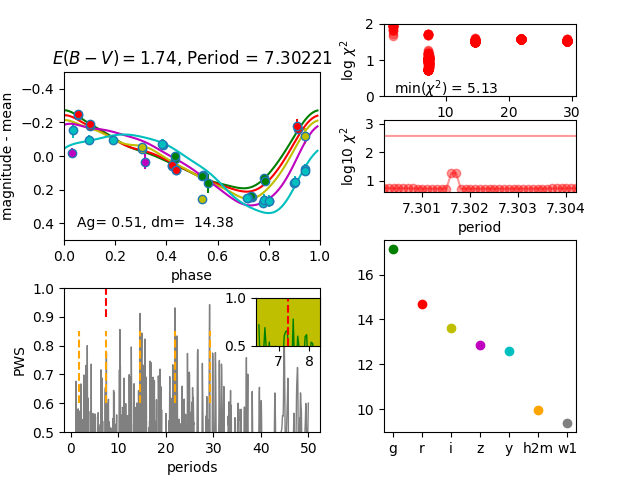 E(B − V) = 1.74, Period = 7.30221
−0.4
−0.2
0.0
0.2
0.4
magnitude - mean
Ag= 0.51, dm= 14.38
0.0 0.2 0.4 0.6 0.8 1.0
phase
2
1
0
log χ²
min(χ²) = 5.13
10 20 30
3
2
1
log10 χ²
7.301 7.302 7.303 7.304
period
1.0
0.9
0.8
0.7
0.6
0.5
PWS
1.0
0.5
7 8
0 10 20 30 40 50
periods
16
14
12
10
g r i z y h2m w1